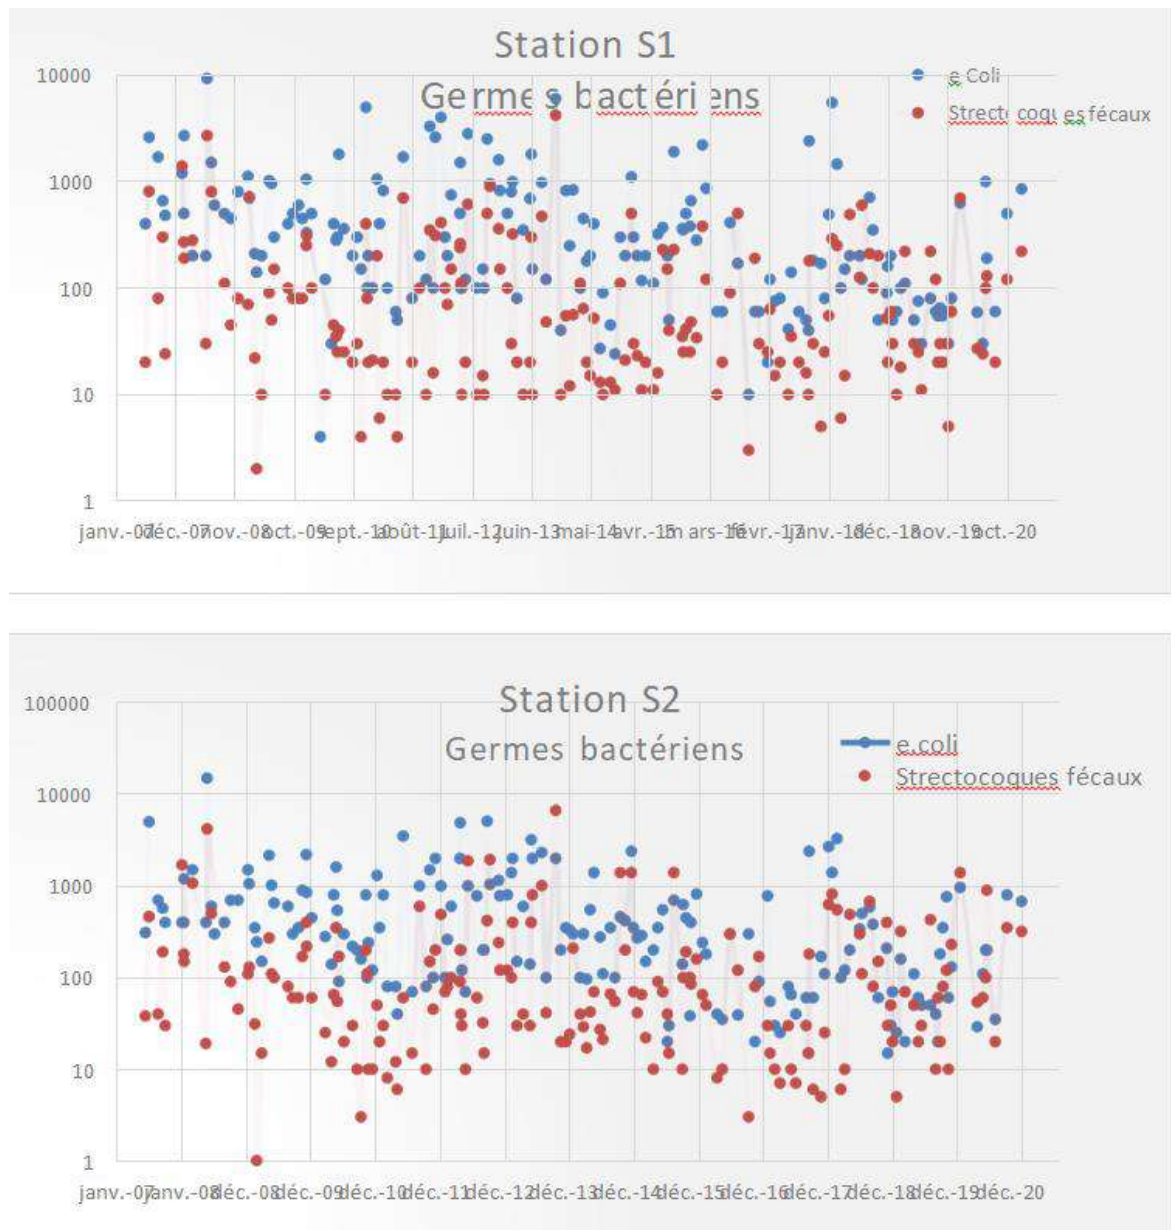 Station S1
Germes bactériens
e Coli
Strectocoques fécaux
10000
1000
100
10
1
janv.-07 déc.-07 nov.-08 oct.-09 sept.-10 août-11 juil.-12 juin-13 mai-14 avr.-15 mars-16 févr.-17 janv.-18 déc.-18 nov.-19 oct.-20
Station S2
Germes bactériens
e.coli
Strectocoques fécaux
100000
10000
1000
100
10
1
janv.-07 janv.-08 déc.-08 déc.-09 déc.-10 déc.-11 déc.-12 déc.-13 déc.-14 déc.-15 déc.-16 déc.-17 déc.-18 déc.-19 déc.-20